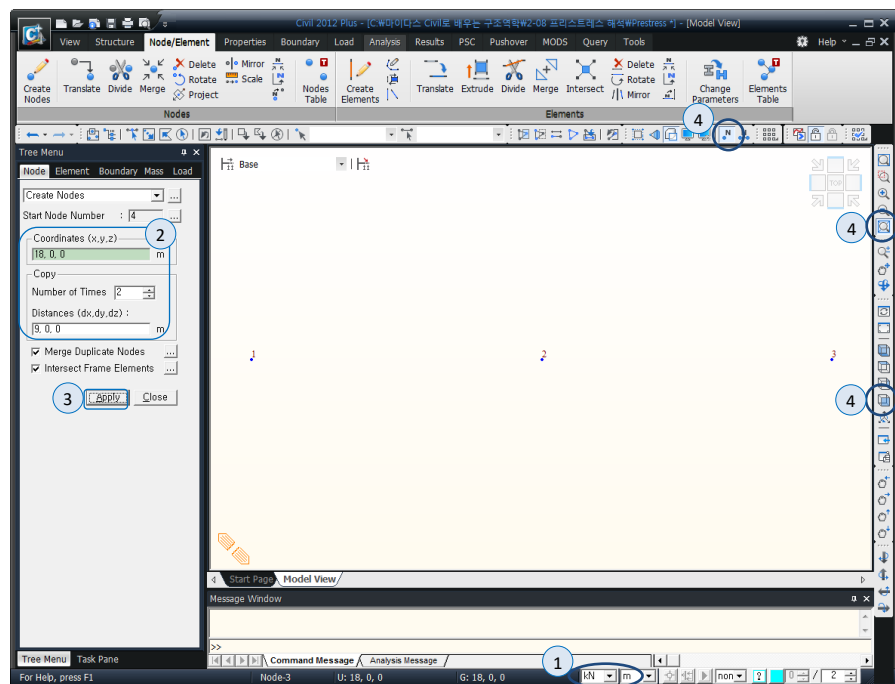 Civil 2012 Plus - [C:₩마이다스 Civil로 배우는 구조역학₩2-08 프리스트레스 해석₩Prestress *] - [Model View]
View Structure Node/Element Properties Boundary Load Analysis Results PSC Pushover MODS Query Tools Help
Create Nodes
Translate
Divide
Merge
Delete
Rotate
Project
Mirror
Scale
Nodes Table
Nodes
Create Elements
Translate
Extrude
Divide
Merge
Intersect
Delete
Rotate
Mirror
Change Parameters
Elements Table
Elements
4
N
Tree Menu
Node Element Boundary Mass Load
Create Nodes
...
Start Node Number : 4
...
2
Coordinates (x,y,z)
18, 0, 0 m
Copy
Number of Times 2
Distances (dx,dy,dz) :
9, 0, 0 m
Merge Duplicate Nodes ...
Intersect Frame Elements ...
3
Apply Close
Base
TOP
4
1 2 3
4
Start Page Model View
Message Window
>>
Command Message Analysis Message
Tree Menu Task Pane
1
For Help, press F1 Node-3 U: 18, 0, 0 G: 18, 0, 0 kN m non ? 0 / 2